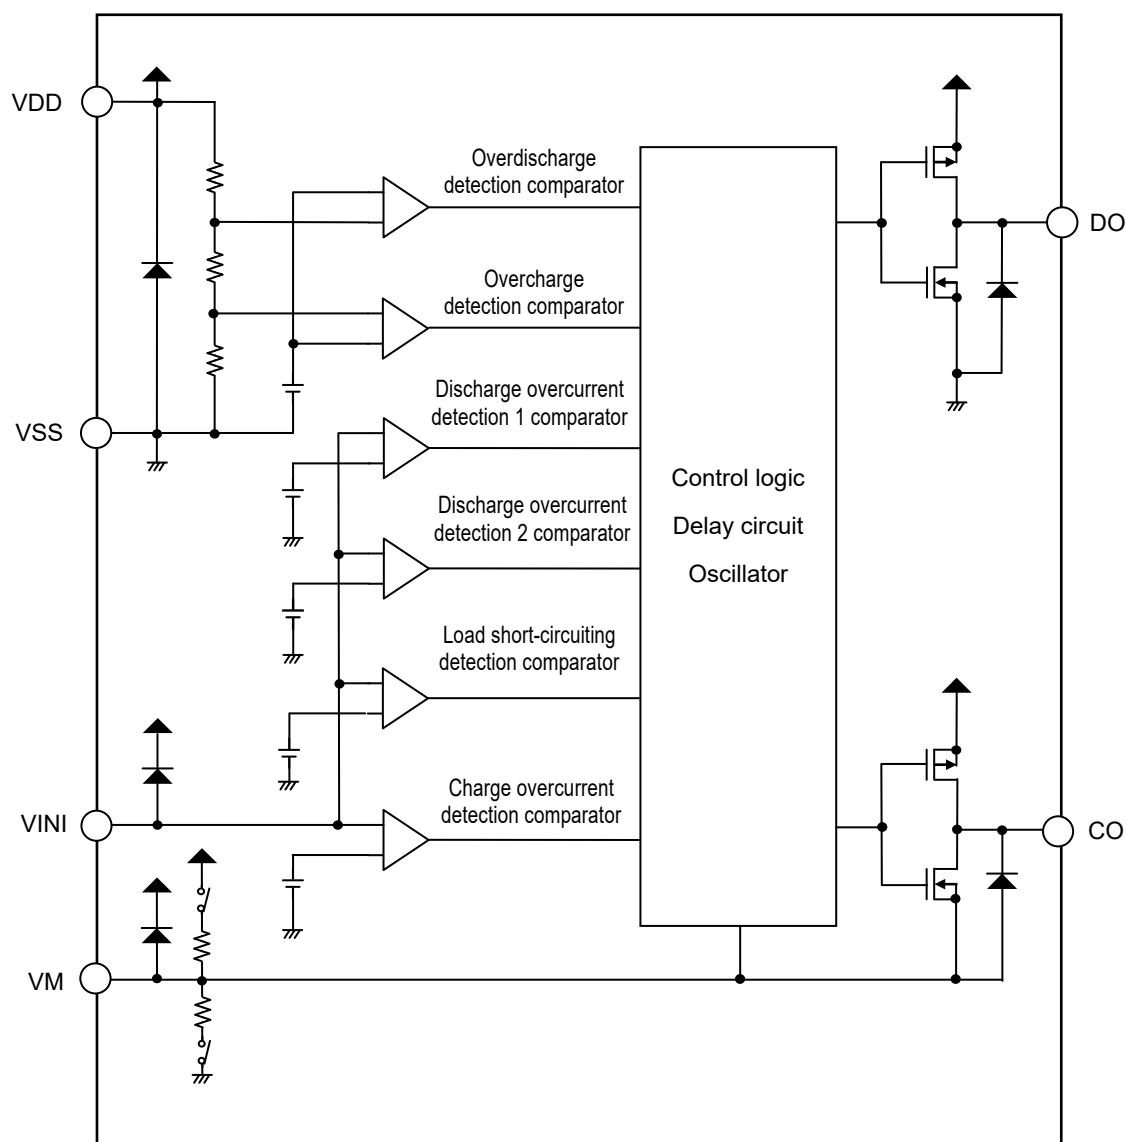 VDD
Overdischarge
detection comparator
DO
Overcharge
detection comparator
Discharge overcurrent
detection 1 comparator
VSS
Control logic
Discharge overcurrent
detection 2 comparator
Delay circuit
Oscillator
Load short-circuiting
detection comparator
Charge overcurrent
detection comparator
VINI
CO
VM